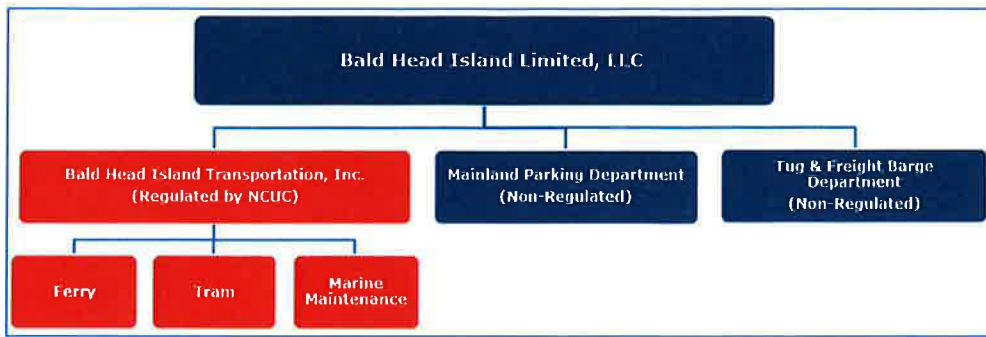 Bald Head Island Limited, LLC
Bald Head Island Transportation, Inc.
(Regulated by NCUC)
Mainland Parking Department
(Non-Regulated)
Tug & Freight Barge
Department
(Non-Regulated)
Ferry
Tram
Marine
Maintenance